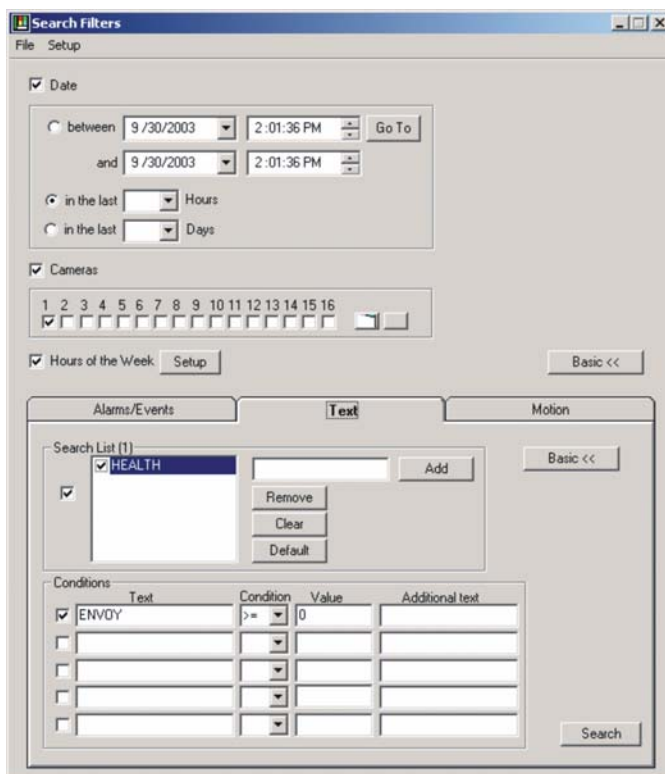 Search Filters
File Setup
Date
between 9 /30/2003 2:01:36 PM Go To
and 9 /30/2003 2:01:36 PM
in the last Hours
in the last Days
Cameras
1 2 3 4 5 6 7 8 9 10 11 12 13 14 15 16
Hours of the Week Setup Basic <<
Alarms/Events Text Motion
Search List (1)
HEALTH Add Basic <<
Remove
Clear
Default
Conditions
Text Condition Value Additional text
ENVOY >= 0
Search